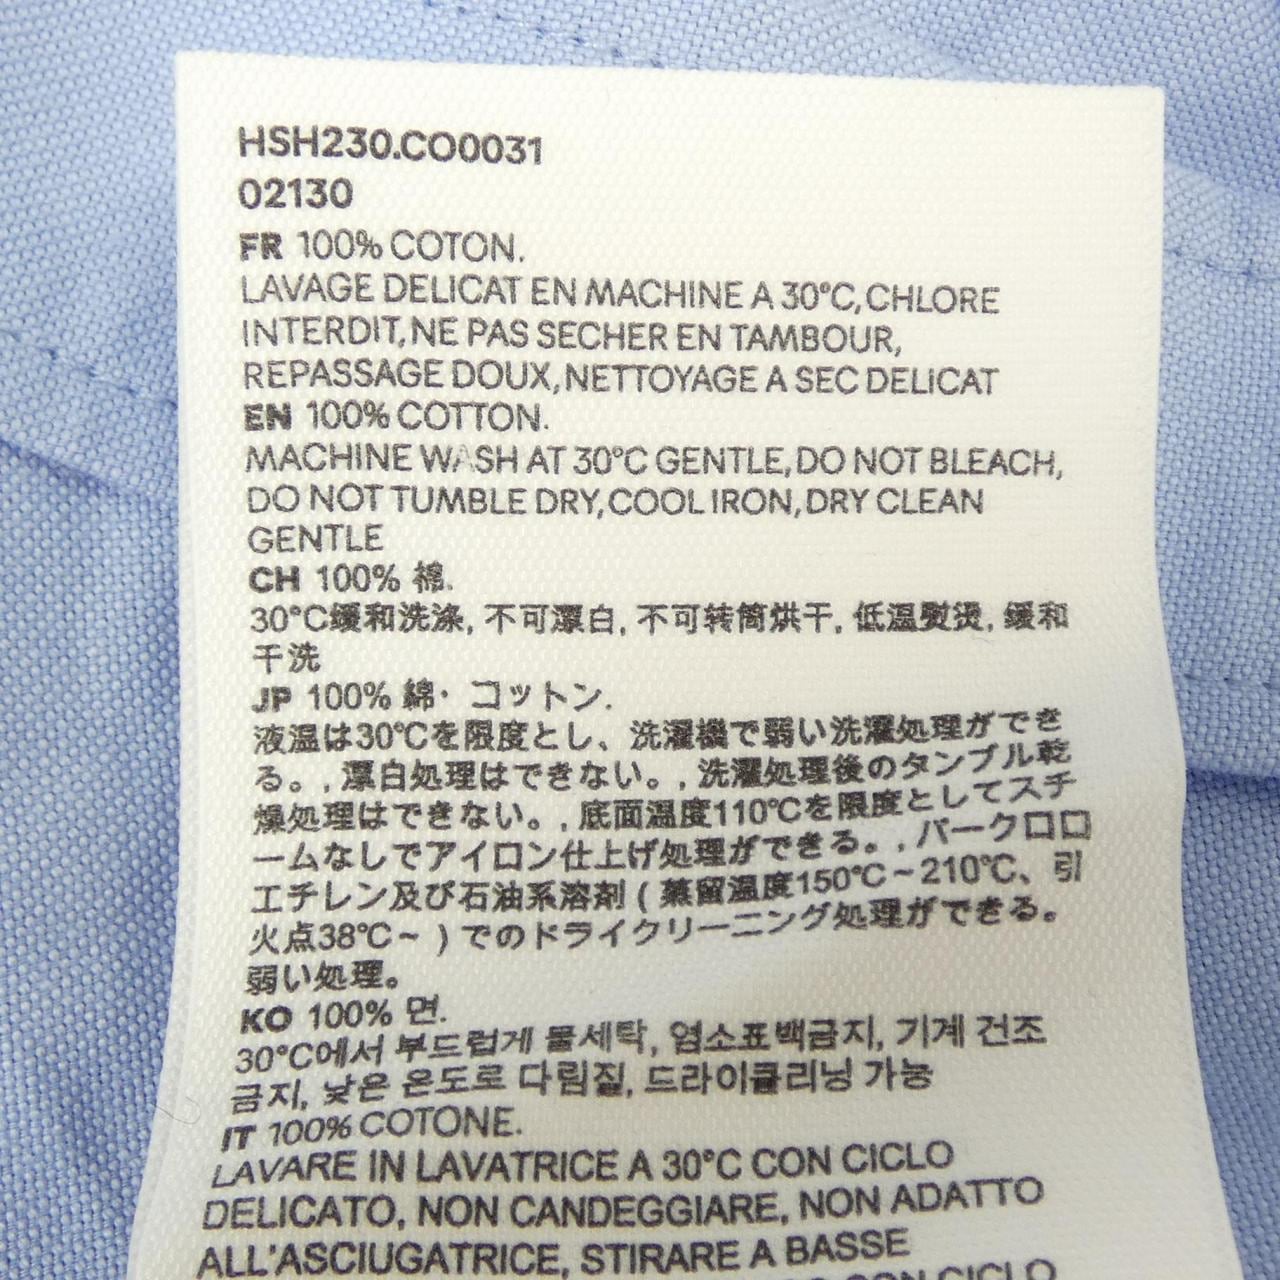 HSH230.CO0031
02130
FR 100% COTON.
LAVAGE DELICAT EN MACHINE A 30°C, CHLORE
INTERDIT, NE PAS SECHER EN TAMBOUR,
REPASSAGE DOUX, NETTOYAGE A SEC DELICAT
EN 100% COTTON.
MACHINE WASH AT 30°C GENTLE, DO NOT BLEACH,
DO NOT TUMBLE DRY, COOL IRON, DRY CLEAN
GENTLE
CH 100% 棉.
30°C缓和洗涤, 不可漂白, 不可转筒烘干, 低温熨烫, 缓和
干洗
JP 100% 綿・コットン.
液温は30℃を限度とし、洗濯機で弱い洗濯処理ができ
る。, 漂白処理はできない。, 洗濯処理後のタンブル乾
燥処理はできない。, 底面温度110℃を限度としてスチ
ームなしでアイロン仕上げ処理ができる。, パークロロ
エチレン及び石油系溶剤 ( 蒸留温度150℃~210℃、引
火点38℃~ ) でのドライクリーニング処理ができる。
弱い処理。
KO 100% 면.
30°C에서 부드럽게 물세탁, 염소표백금지, 기계 건조
금지, 낮은 온도로 다림질, 드라이클리닝 가능
IT 100% COTONE.
LAVARE IN LAVATRICE A 30°C CON CICLO
DELICATO, NON CANDEGGIARE, NON ADATTO
ALL'ASCIUGATRICE, STIRARE A BASSE
CON CICLO